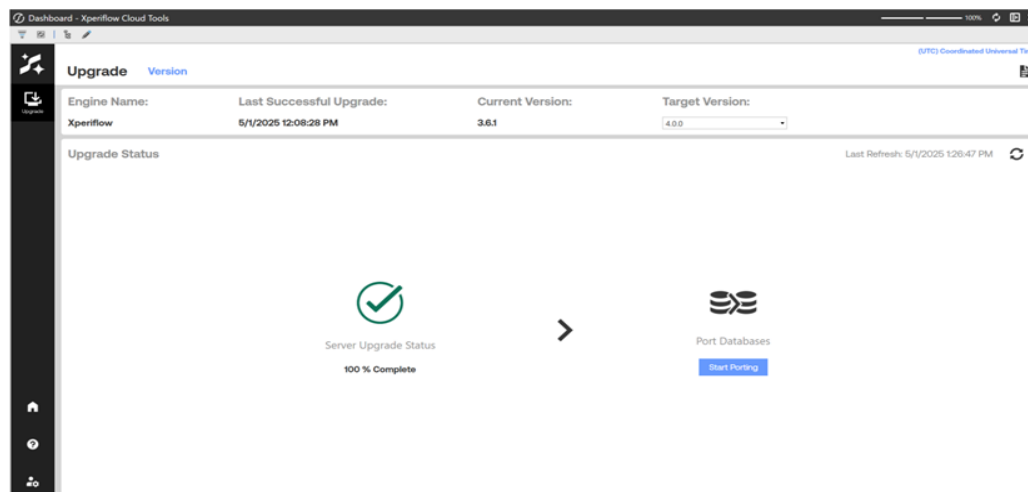 Dashboard - Xperiflow Cloud Tools
100%
(UTC) Coordinated Universal Ti
Upgrade Version
Upgrade
Engine Name: Last Successful Upgrade: Current Version: Target Version:
Xperiflow 5/1/2025 12:08:28 PM 3.6.1 4.0.0
Upgrade Status Last Refresh: 5/1/2025 1:26:47 PM
Server Upgrade Status
100 % Complete
Port Databases
Start Porting